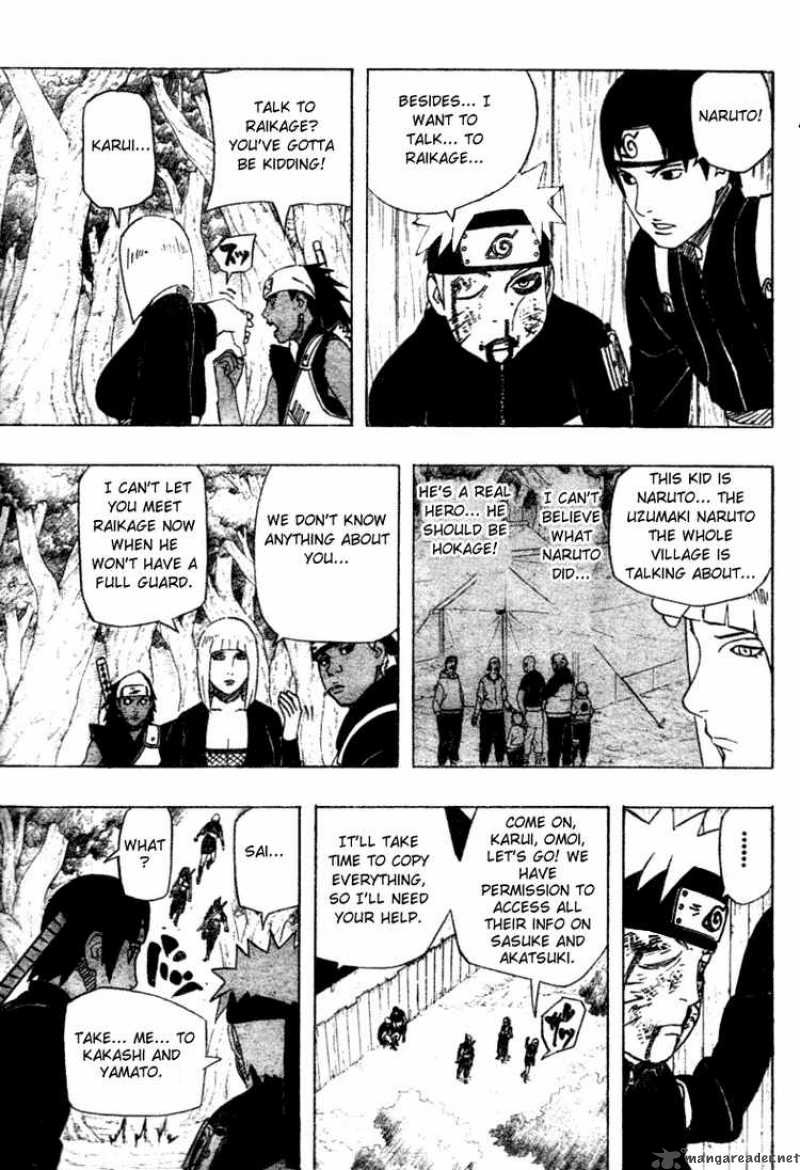 NARUTO!
BESIDES... I
WANT TO
TALK... TO
RAIKAGE...
TALK TO
RAIKAGE?
YOU'VE GOTTA
BE KIDDING!
KARUI...
THIS KID IS
NARUTO... THE
UZUMAKI NARUTO
THE WHOLE
VILLAGE IS
TALKING ABOUT...
I CAN'T
BELIEVE
WHAT
NARUTO
DID...
HE'S A REAL
HERO... HE
SHOULD BE
HOKAGE!
WE DON'T KNOW
ANYTHING ABOUT
YOU...
I CAN'T LET
YOU MEET
RAIKAGE NOW
WHEN HE
WON'T HAVE A
FULL GUARD.
......
COME ON,
KARUI, OMOI,
LET'S GO! WE
HAVE
PERMISSION TO
ACCESS ALL
THEIR INFO ON
SASUKE AND
AKATSUKI.
IT'LL TAKE
TIME TO COPY
EVERYTHING,
SO I'LL NEED
YOUR HELP.
SAI...
WHAT
?
TAKE... ME... TO
KAKASHI AND
YAMATO.
mangareader.net